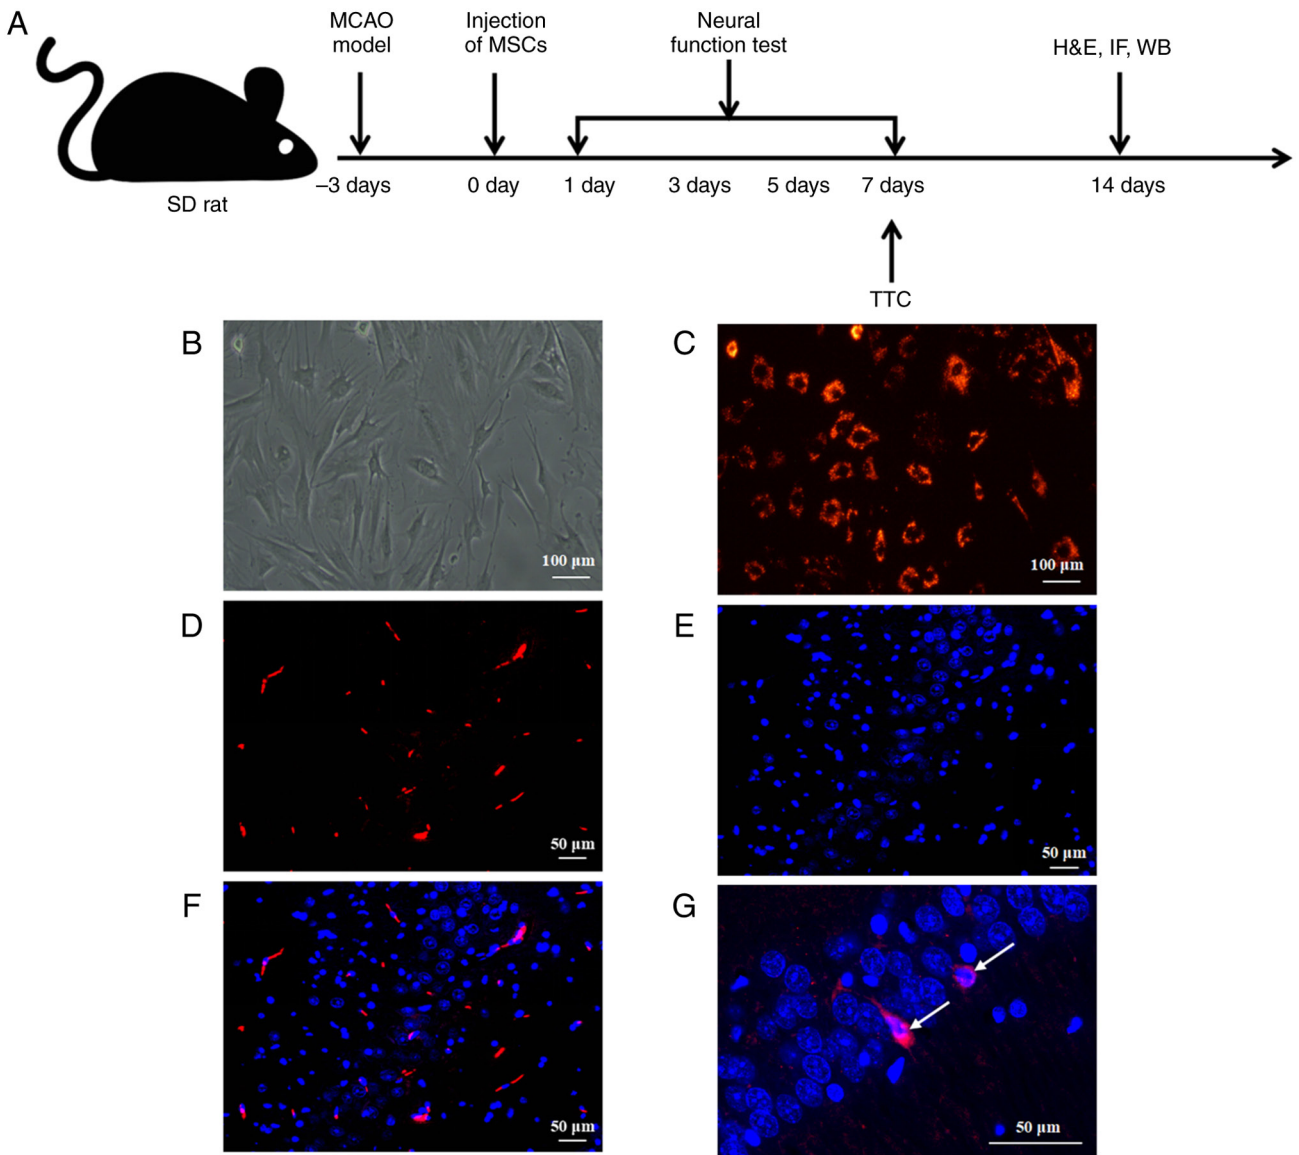 A
MCAO
model
Injection
of MSCs
Neural
function test
H&E, IF, WB
SD rat
–3 days
0 day
1 day
3 days
5 days
7 days
14 days
TTC
B
100 μm
C
100 μm
D
50 μm
E
50 μm
F
50 μm
G
50 μm